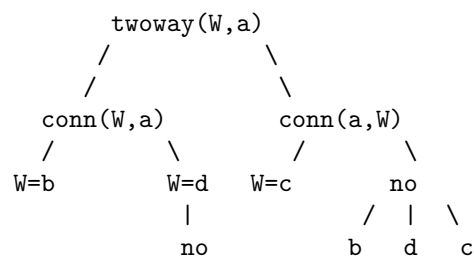 twoway(W,a)
conn(W,a) conn(a,W)
W=b W=d W=c no
no b d c